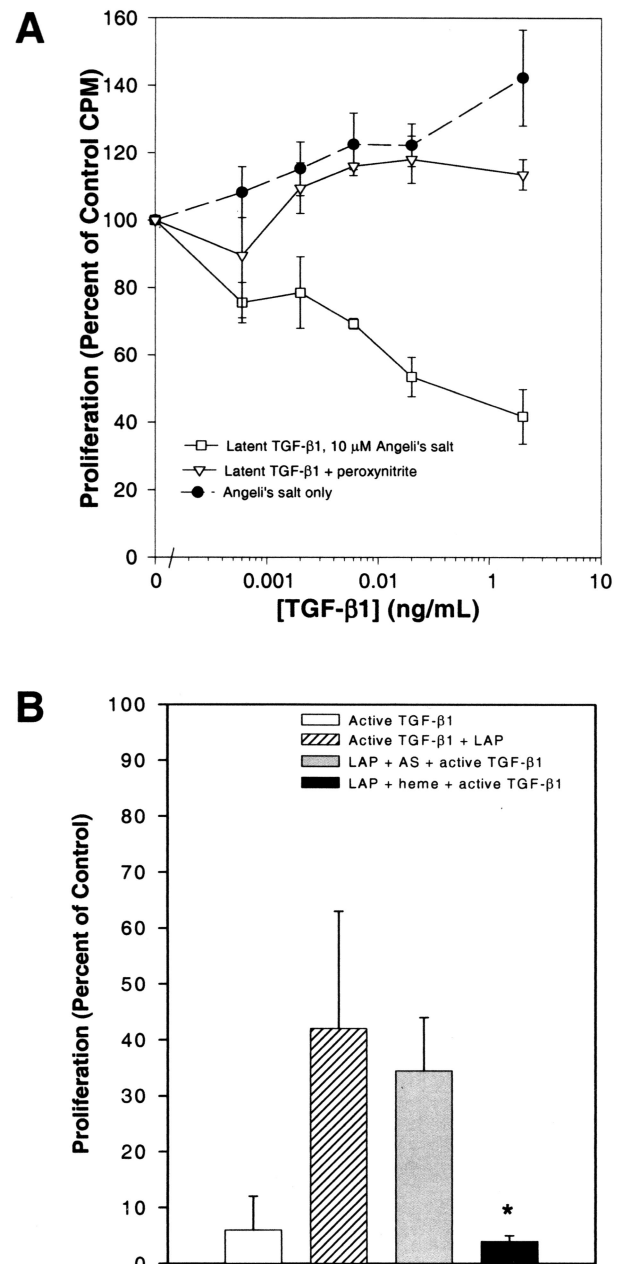 A
160
140
120
100
80
60
40
20
0
Proliferation (Percent of Control CPM)
Latent TGF-β1, 10 μM Angeli's salt
Latent TGF-β1 + peroxynitrite
Angeli's salt only
0 0.001 0.01 1 10
[TGF-β1] (ng/mL)
B
100
90
80
70
60
50
40
30
20
10
0
Proliferation (Percent of Control)
Active TGF-β1
Active TGF-β1 + LAP
LAP + AS + active TGF-β1
LAP + heme + active TGF-β1
*